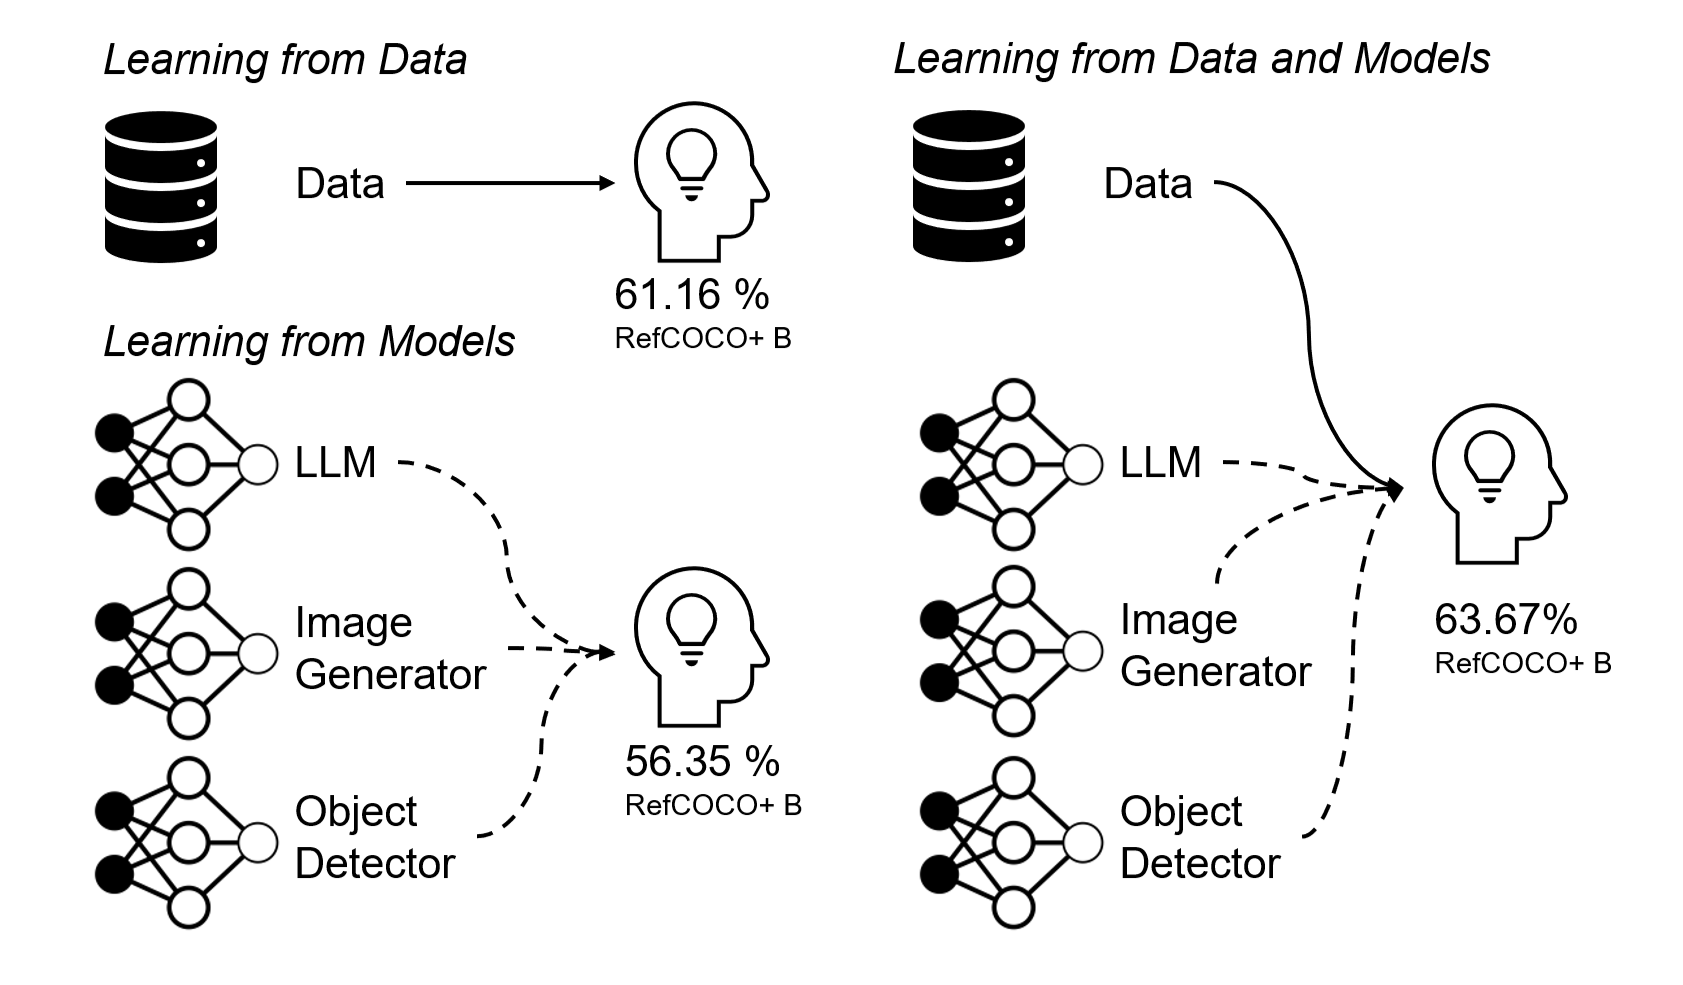 Learning from Data
Data
61.16 %
RefCOCO+ B
Learning from Models
LLM
Image
Generator
Object
Detector
56.35 %
RefCOCO+ B
Learning from Data and Models
Data
LLM
Image
Generator
Object
Detector
63.67%
RefCOCO+ B